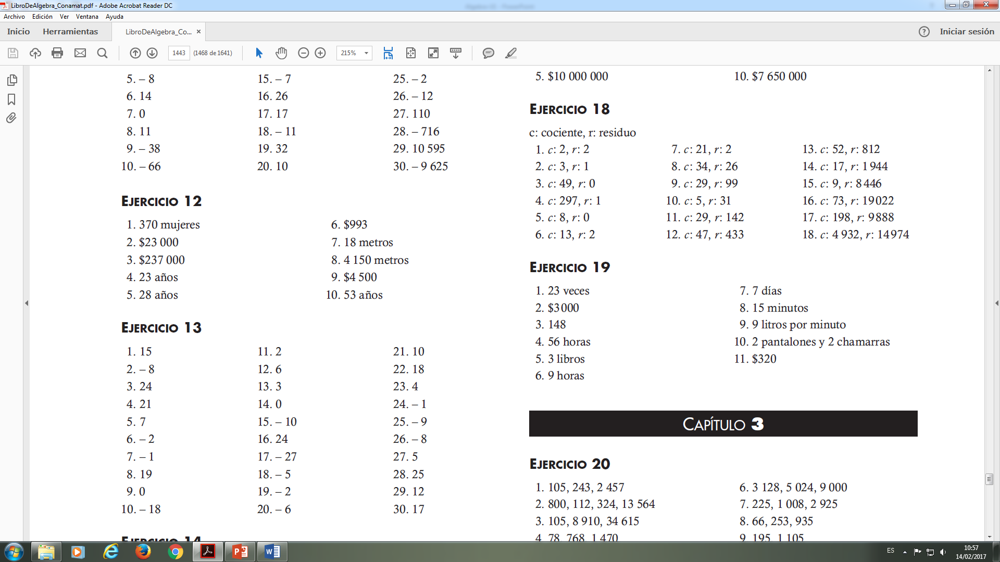 LibroDeAlgebra_Conamat.pdf - Adobe Acrobat Reader DC
Archivo Edición Ver Ventana Ayuda
Inicio Herramientas LibroDeAlgebra_Co... × ? Iniciar sesión
1443 (1468 de 1641) 215%
5. – 8 15. – 7 25. – 2
6. 14 16. 26 26. – 12
7. 0 17. 17 27. 110
8. 11 18. – 11 28. – 716
9. – 38 19. 32 29. 10 595
10. – 66 20. 10 30. – 9 625
EJERCICIO 12
1. 370 mujeres 6. $993
2. $23 000 7. 18 metros
3. $237 000 8. 4 150 metros
4. 23 años 9. $4 500
5. 28 años 10. 53 años
EJERCICIO 13
1. 15 11. 2 21. 10
2. – 8 12. 6 22. 18
3. 24 13. 3 23. 4
4. 21 14. 0 24. – 1
5. 7 15. – 10 25. – 9
6. – 2 16. 24 26. – 8
7. – 1 17. – 27 27. 5
8. 19 18. – 5 28. 25
9. 0 19. – 2 29. 12
10. – 18 20. – 6 30. 17
EJERCICIO 14
5. $10 000 000 10. $7 650 000
EJERCICIO 18
c: cociente, r: residuo
1. c: 2, r: 2 7. c: 21, r: 2 13. c: 52, r: 812
2. c: 3, r: 1 8. c: 34, r: 26 14. c: 17, r: 1 944
3. c: 49, r: 0 9. c: 29, r: 99 15. c: 9, r: 8 446
4. c: 297, r: 1 10. c: 5, r: 31 16. c: 73, r: 19 022
5. c: 8, r: 0 11. c: 29, r: 142 17. c: 198, r: 9 888
6. c: 13, r: 2 12. c: 47, r: 433 18. c: 4 932, r: 14 974
EJERCICIO 19
1. 23 veces 7. 7 días
2. $3 000 8. 15 minutos
3. 148 9. 9 litros por minuto
4. 56 horas 10. 2 pantalones y 2 chamarras
5. 3 libros 11. $320
6. 9 horas
CAPÍTULO 3
EJERCICIO 20
1. 105, 243, 2 457 6. 3 128, 5 024, 9 000
2. 800, 112, 324, 13 564 7. 225, 1 008, 2 925
3. 105, 8 910, 34 615 8. 66, 253, 935
4. 78, 768, 1 470 9. 195, 1 105
ES 10:57
14/02/2017